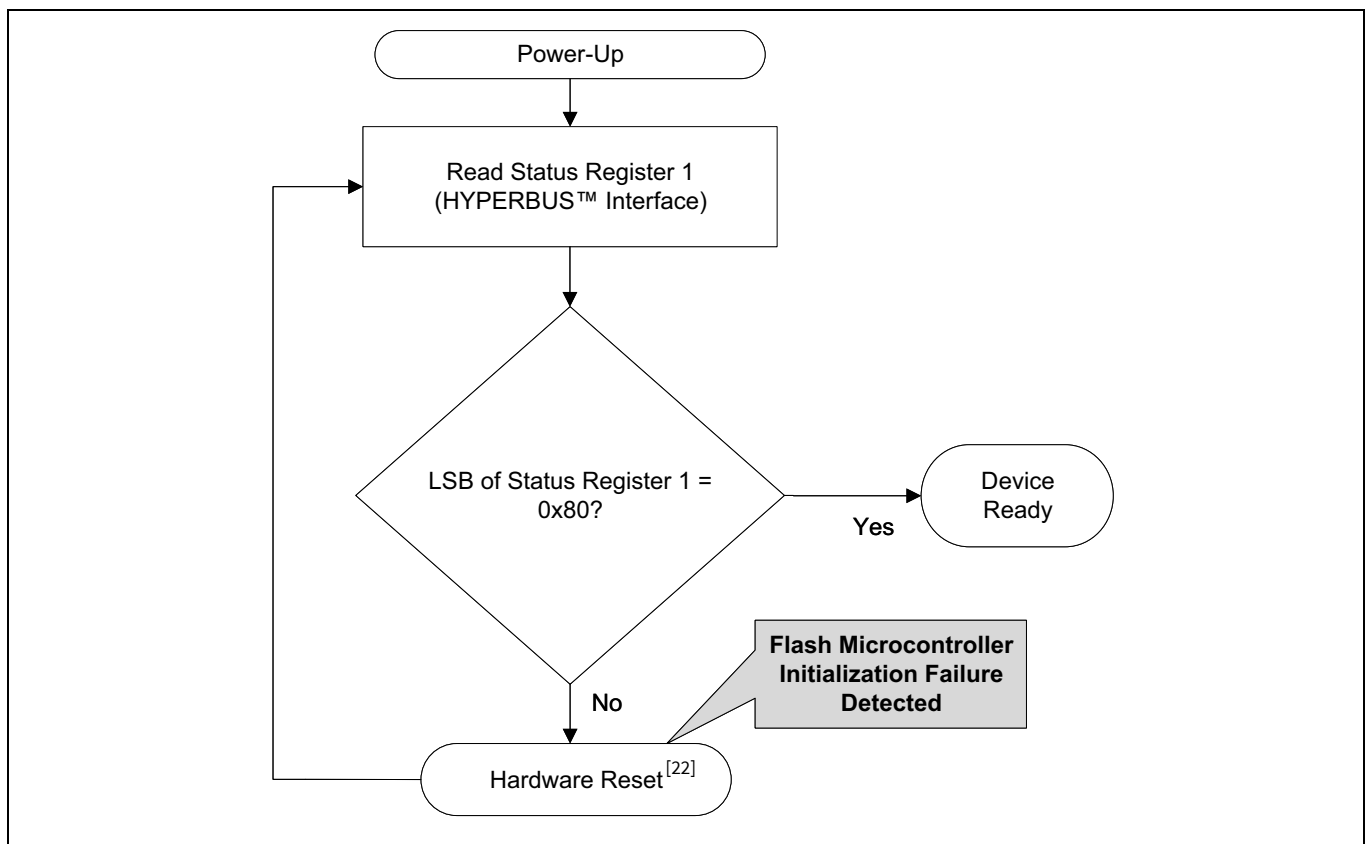 Power-Up
Read Status Register 1
(HYPERBUS™ Interface)
LSB of Status Register 1 =
0x80?
Yes
Device
Ready
No
Flash Microcontroller
Initialization Failure
Detected
Hardware Reset[22]